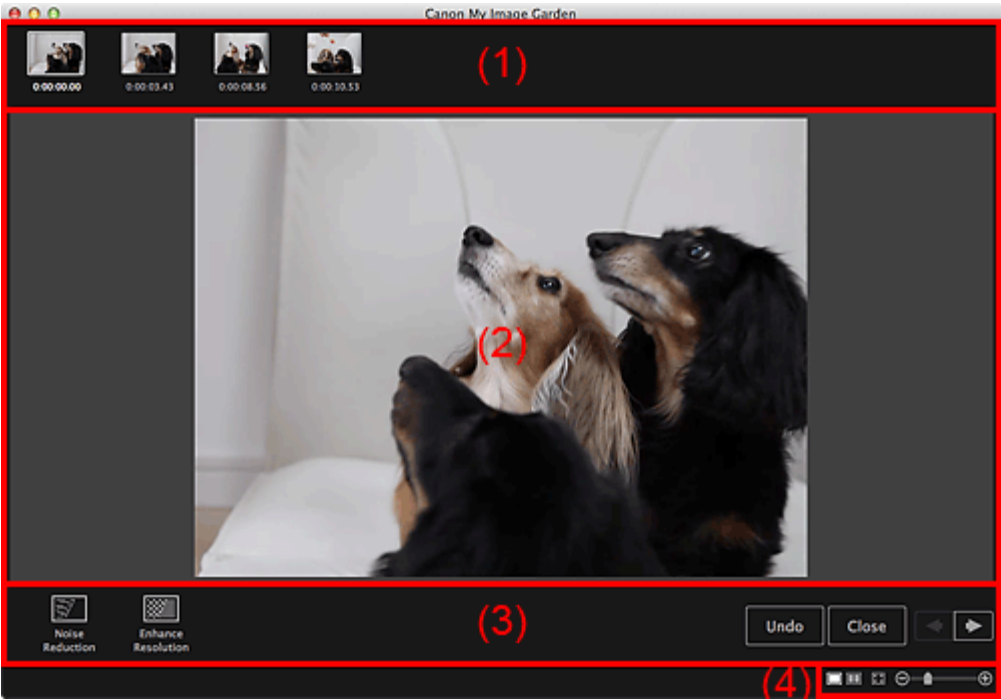 Canon My Image Garden
(1)
0:00:00.00 0:00:03.43 0:00:08.56 0:00:10.53
(2)
(3)
Noise
Reduction
Enhance
Resolution
Undo
Close
(4)